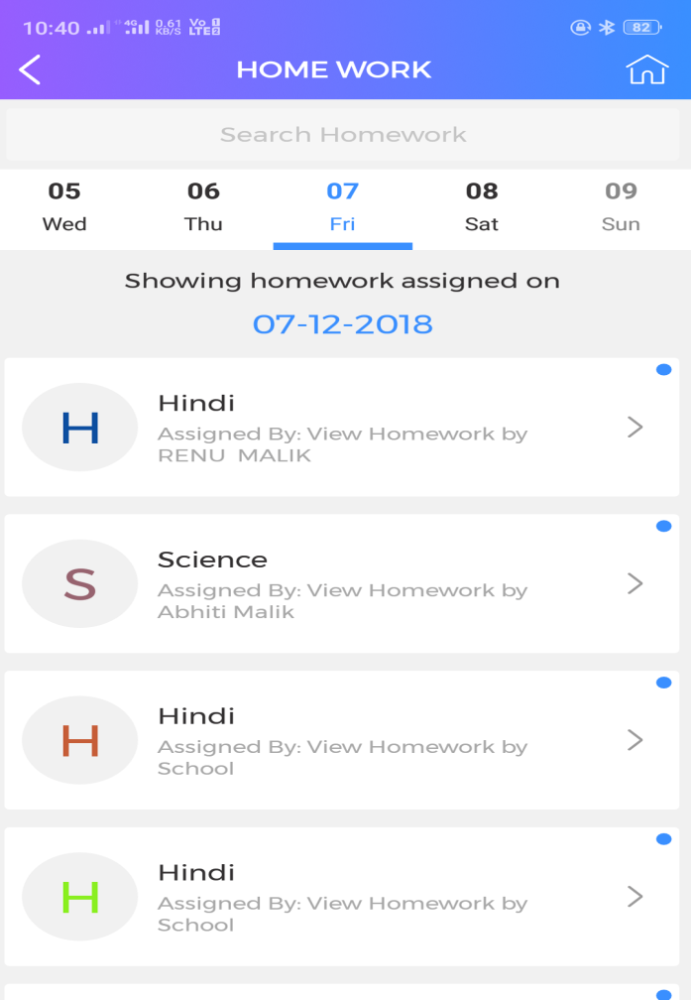 10:40 4G 0.61 KB/S Vo LTE 1 2 82
HOME WORK
Search Homework
05 06 07 08 09
Wed Thu Fri Sat Sun
Showing homework assigned on
07-12-2018
H
Hindi
Assigned By: View Homework by
RENU MALIK
S
Science
Assigned By: View Homework by
Abhiti Malik
H
Hindi
Assigned By: View Homework by
School
H
Hindi
Assigned By: View Homework by
School